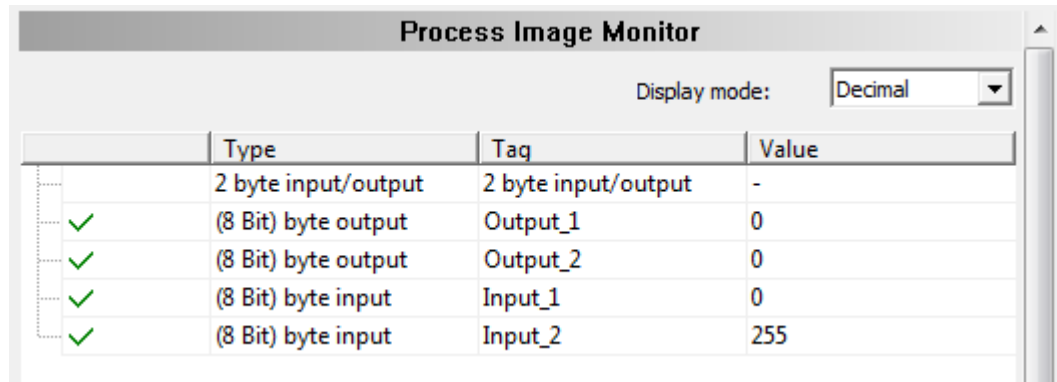 Process Image Monitor
Display mode: Decimal
Type Tag Value
2 byte input/output 2 byte input/output -
(8 Bit) byte output Output_1 0
(8 Bit) byte output Output_2 0
(8 Bit) byte input Input_1 0
(8 Bit) byte input Input_2 255